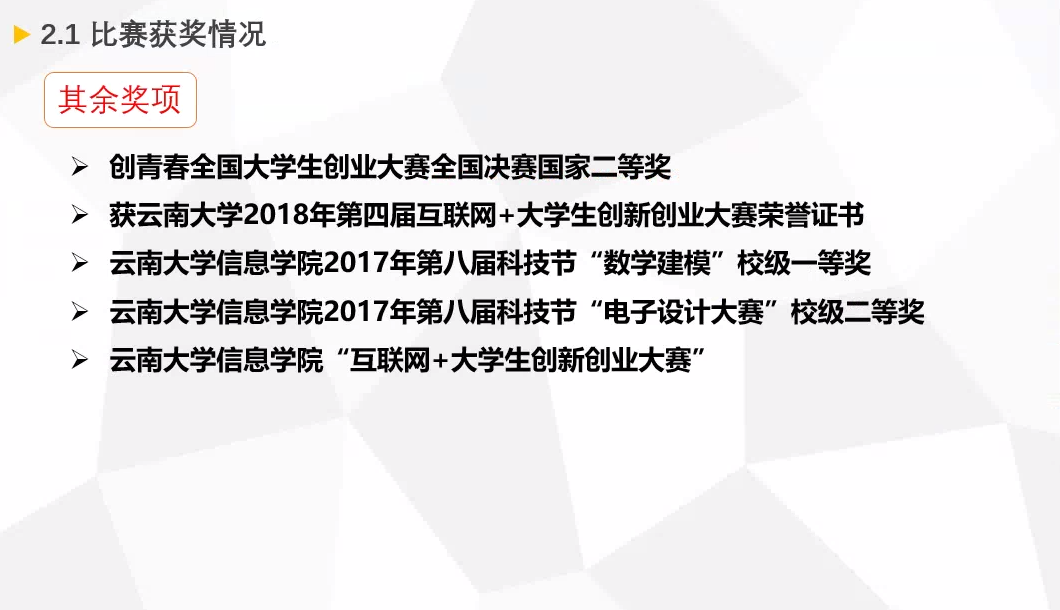 2.1 比赛获奖情况
其余奖项
➢ 创青春全国大学生创业大赛全国决赛国家二等奖
➢ 获云南大学2018年第四届互联网+大学生创新创业大赛荣誉证书
➢ 云南大学信息学院2017年第八届科技节“数学建模”校级一等奖
➢ 云南大学信息学院2017年第八届科技节“电子设计大赛”校级二等奖
➢ 云南大学信息学院“互联网+大学生创新创业大赛”